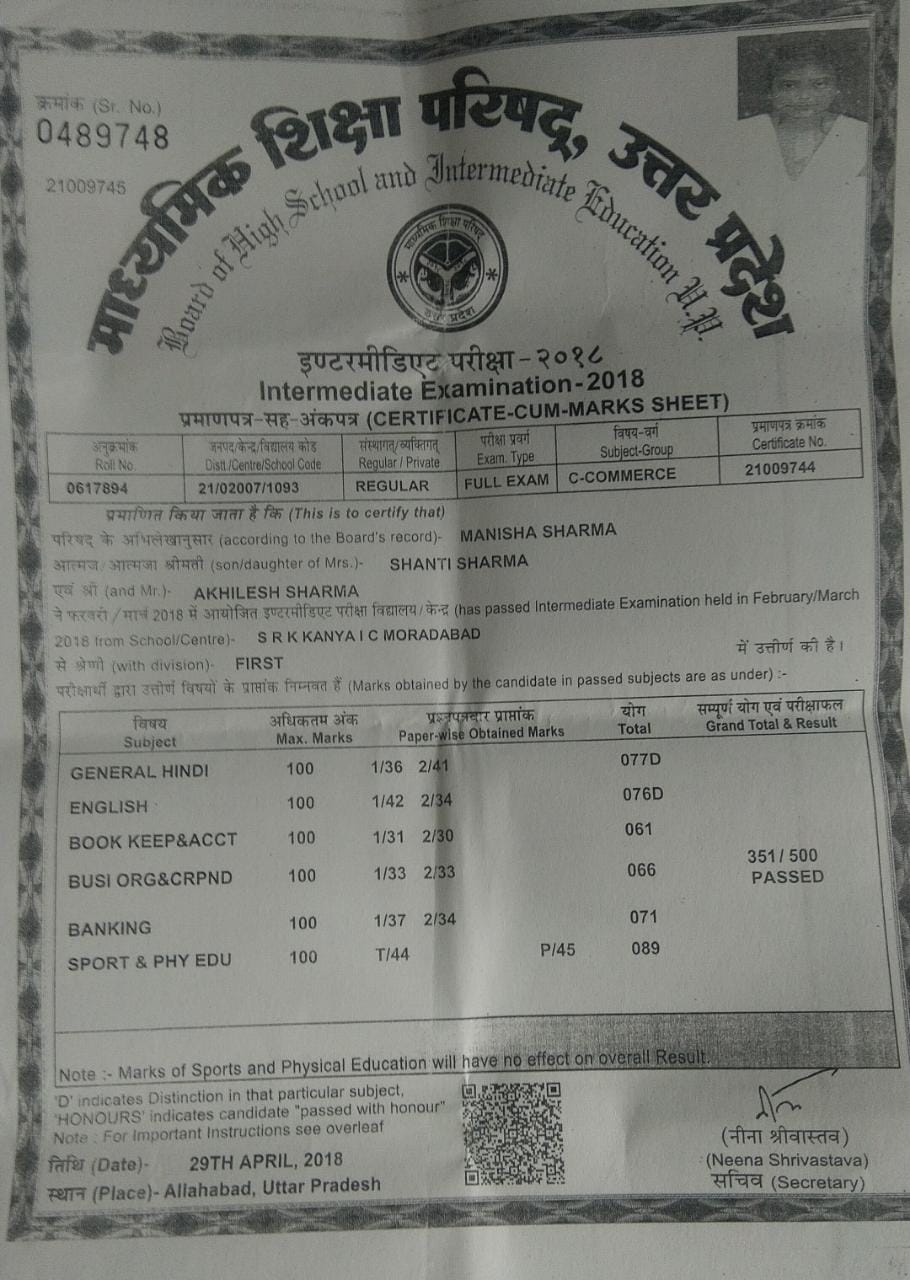 क्रमांक (Sr. No.)
0489748
21009745
माध्यमिक शिक्षा परिषद्, उत्तर प्रदेश
Board of High School and Intermediate Education U.P.
माध्यमिक शिक्षा परिषद्
उत्तर प्रदेश
इण्टरमीडिएट परीक्षा-२०१८
Intermediate Examination-2018
प्रमाणपत्र-सह-अंकपत्र (CERTIFICATE-CUM-MARKS SHEET)
अनुक्रमांक जनपद/केन्द्र/विद्यालय कोड संस्थागत/व्यक्तिगत परीक्षा प्रवर्ग विषय-वर्ग प्रमाणपत्र क्रमांक
Roll No. Distt./Centre/School Code Regular / Private Exam. Type Subject-Group Certificate No.
0617894 21/02007/1093 REGULAR FULL EXAM C-COMMERCE 21009744
प्रमाणित किया जाता है कि (This is to certify that)
परिषद के अभिलेखानुसार (according to the Board's record)- MANISHA SHARMA
आत्मज/आत्मजा श्रीमती (son/daughter of Mrs.)- SHANTI SHARMA
एवं श्री (and Mr.)- AKHILESH SHARMA
ने फरवरी/मार्च 2018 में आयोजित इण्टरमीडिएट परीक्षा विद्यालय/केन्द्र (has passed Intermediate Examination held in February/March
2018 from School/Centre)- S R K KANYA I C MORADABAD
से श्रेणी (with division)- FIRST में उत्तीर्ण की है।
परीक्षार्थी द्वारा उत्तीर्ण विषयों के प्राप्तांक निम्नवत हैं (Marks obtained by the candidate in passed subjects are as under) :-
विषय अधिकतम अंक प्रश्नपत्रवार प्राप्तांक योग सम्पूर्ण योग एवं परीक्षाफल
Subject Max. Marks Paper-wise Obtained Marks Total Grand Total & Result
GENERAL HINDI 100 1/36 2/41 077D
ENGLISH 100 1/42 2/34 076D
BOOK KEEP&ACCT 100 1/31 2/30 061
BUSI ORG&CRPND 100 1/33 2/33 066 351/ 500
PASSED
BANKING 100 1/37 2/34 071
SPORT & PHY EDU 100 T/44 P/45 089
Note :- Marks of Sports and Physical Education will have no effect on overall Result.
'D' indicates Distinction in that particular subject,
'HONOURS' indicates candidate "passed with honour"
Note : For Important Instructions see overleaf
तिथि (Date)- 29TH APRIL, 2018
स्थान (Place)- Allahabad, Uttar Pradesh
(नीना श्रीवास्तव)
(Neena Shrivastava)
सचिव (Secretary)